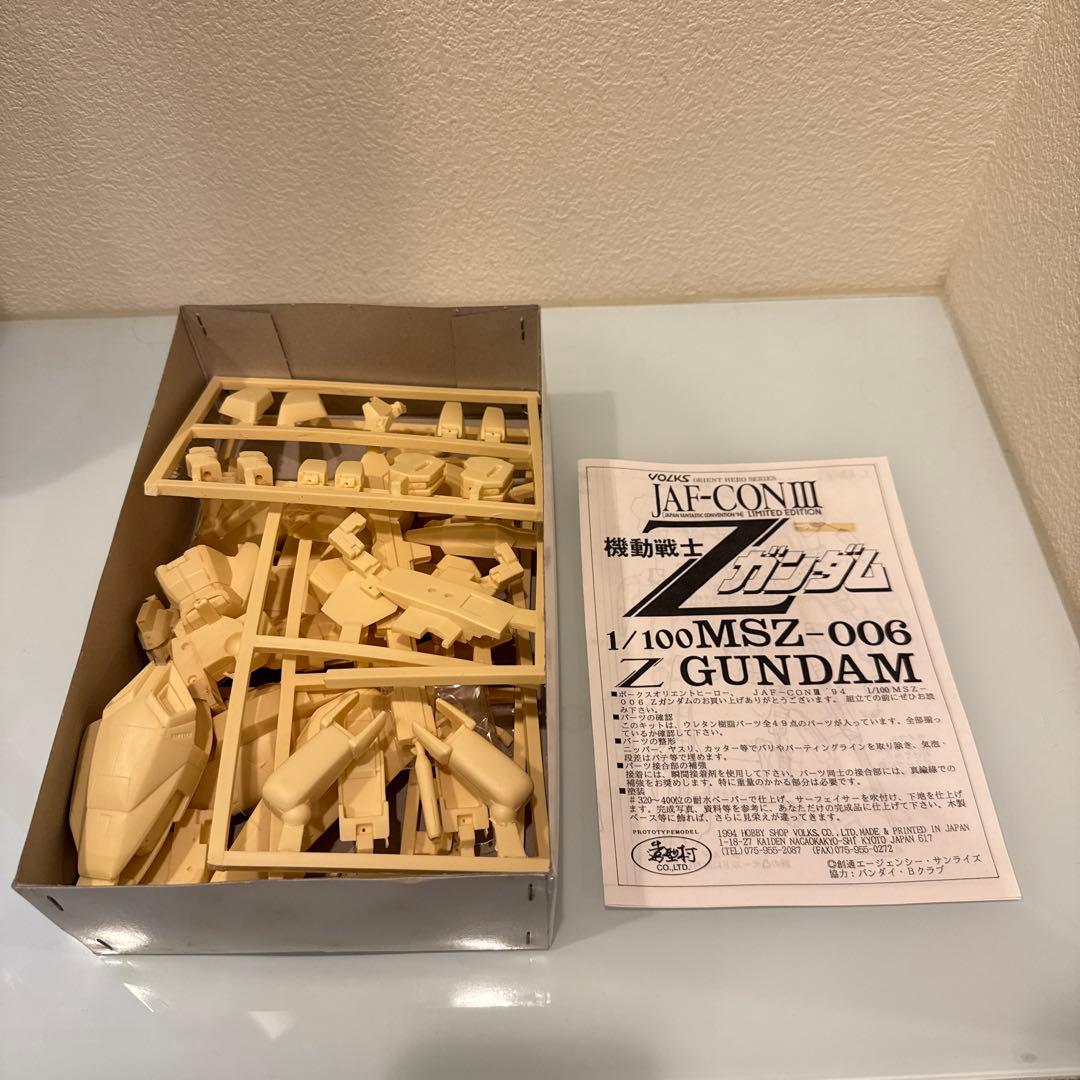 VOLKS ORIENT HERO SERIES
JAF-CON III
[JAPAN FANTASTIC CONVENTION '94] LIMITED EDITION
機動戦士
Zガンダム
1/100 MSZ-006
Z GUNDAM
■ボークスオリエントヒーロー、 JAF-CONⅢ '94 1/100 MSZ-
006 Zガンダムのお買い上げありがとうございます。 組立ての前にぜひお読
み下さい。
■パーツの確認
このキットは、ウレタン樹脂パーツ全49点のパーツが入っています。全部揃っ
ているか確認して下さい。
■パーツの整形
ニッパー、ヤスリ、カッター等でバリやパーティングラインを取り除き、気泡・
段差はパテ等で埋めます。
■パーツ接合部の補強
接着には、瞬間接着剤を使用して下さい。パーツ同士の接合部には、真鍮線での
補強をお奨めします。特に重量のかかる部分は必要です。
■塗装
#320~400位の耐水ペーパーで仕上げ、サーフェイサーを吹付け、下地を仕上げ
ます。完成写真、資料等を参考に、あなただけの完成品に仕上げて下さい。木製
ベース等に飾れば、さらに見栄えが違ってきます。
PROTOTYPEMODEL
造型村
CO.,LTD.
1994 HOBBY SHOP VOLKS. CO., LTD. MADE & PRINTED IN JAPAN
1-18-27 KAIDEN NAGAOKAKYO-SHI KYOTO JAPAN 617
(TEL) 075-955-2087 (FAX) 075-955-0272
©創通エージェンシー・サンライズ
協力:バンダイ・Bクラブ